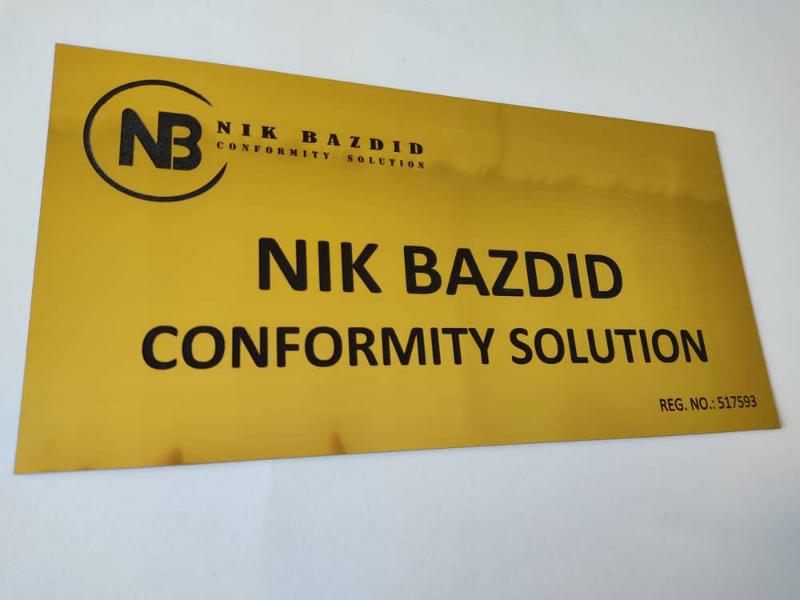 NB
NIK BAZDID
CONFORMITY SOLUTION
NIK BAZDID
CONFORMITY SOLUTION
REG. NO.: 517593